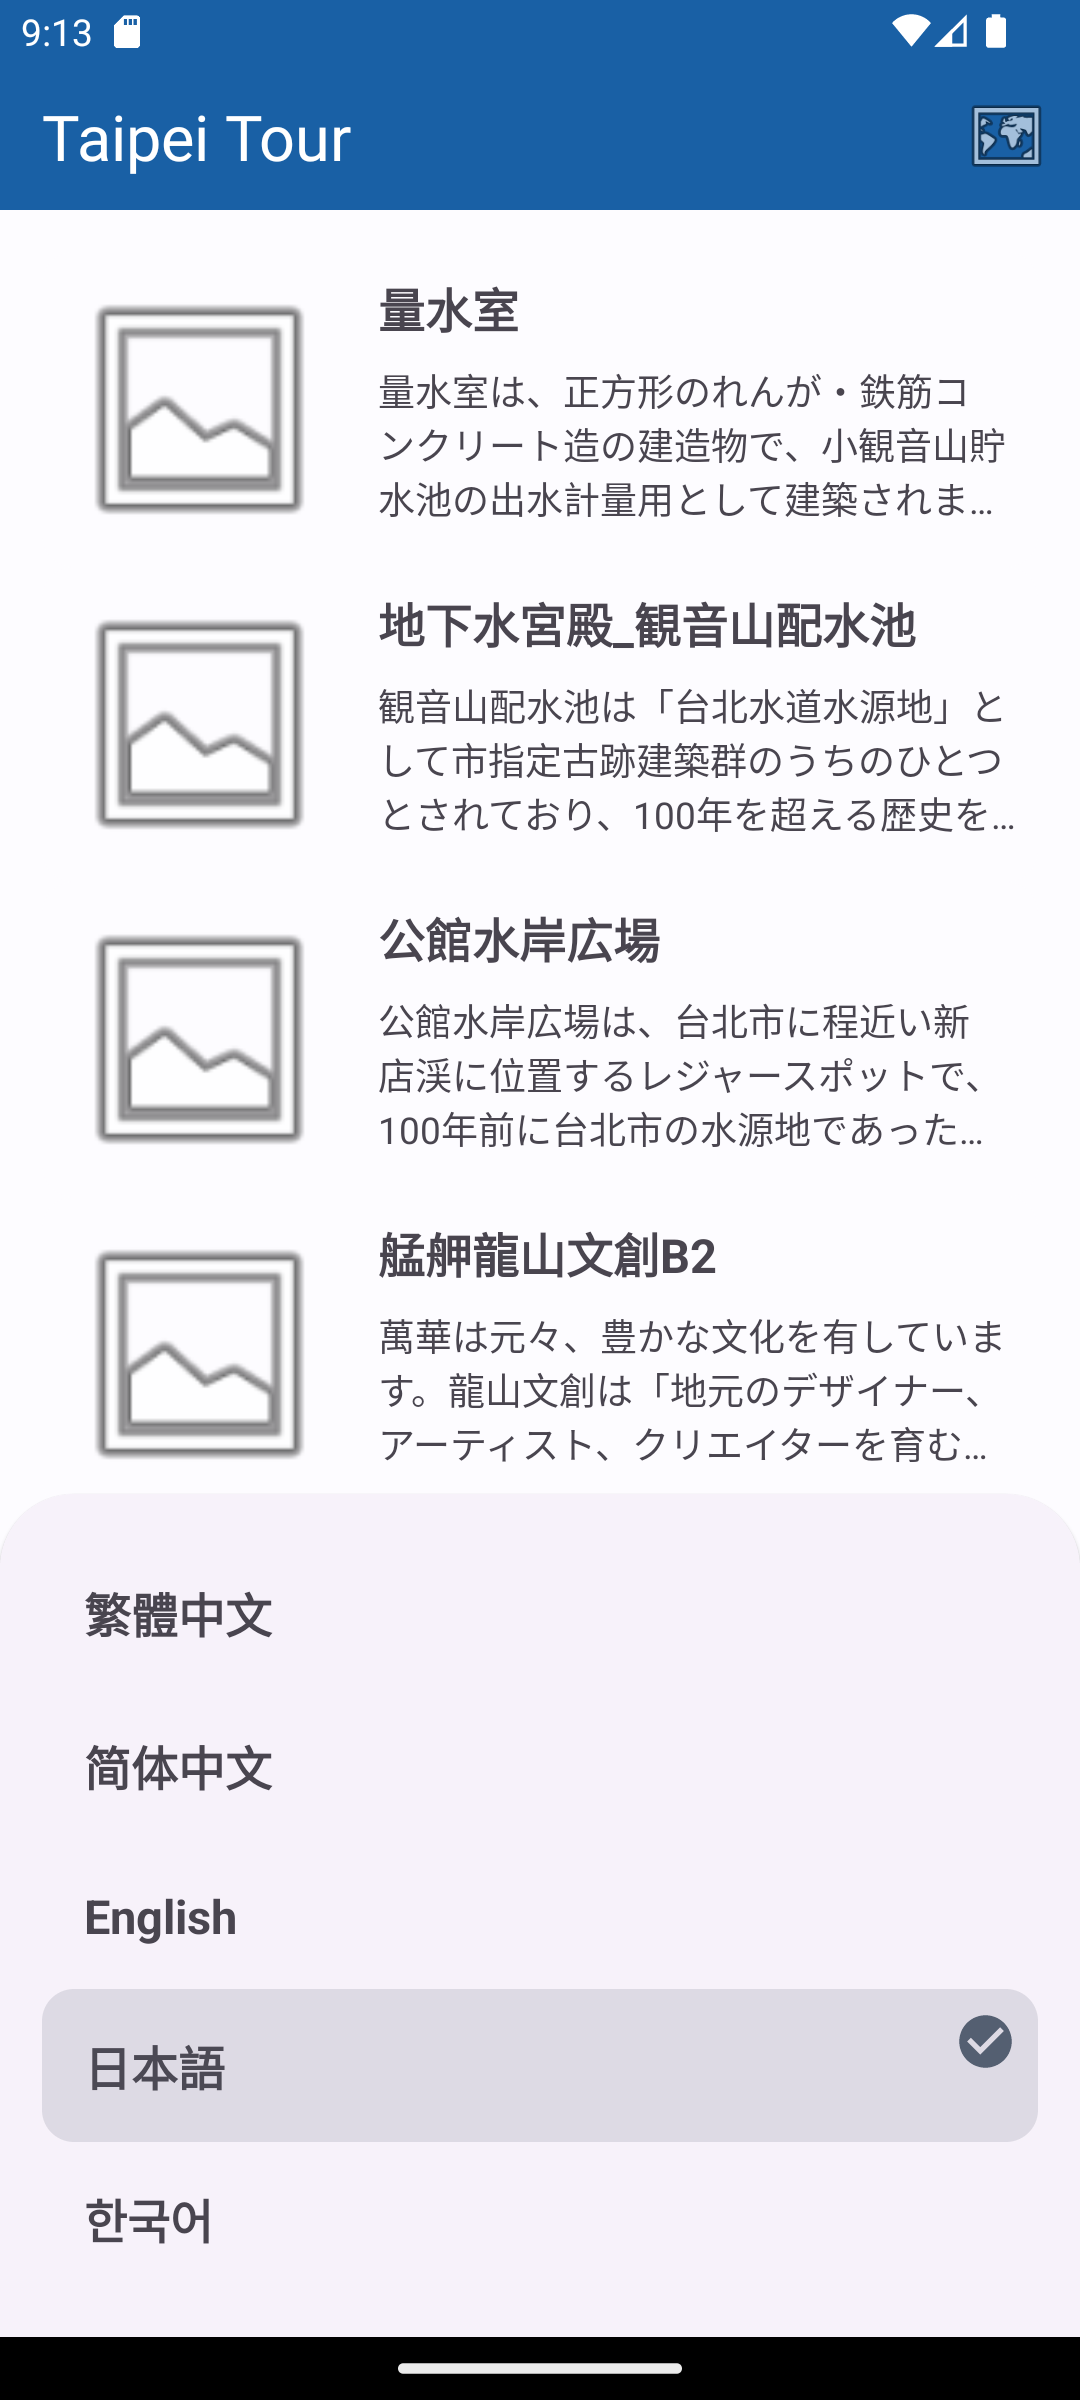 9:13
Taipei Tour
量水室
量水室は、正方形のれんが・鉄筋コ
ンクリート造の建造物で、小観音山貯
水池の出水計量用として建築されま…
地下水宮殿_観音山配水池
観音山配水池は「台北水道水源地」と
して市指定古跡建築群のうちのひとつ
とされており、100年を超える歴史を…
公館水岸広場
公館水岸広場は、台北市に程近い新
店渓に位置するレジャースポットで、
100年前に台北市の水源地であった…
艋舺龍山文創B2
萬華は元々、豊かな文化を有していま
す。龍山文創は「地元のデザイナー、
アーティスト、クリエイターを育む…
繁體中文
简体中文
English
日本語
한국어